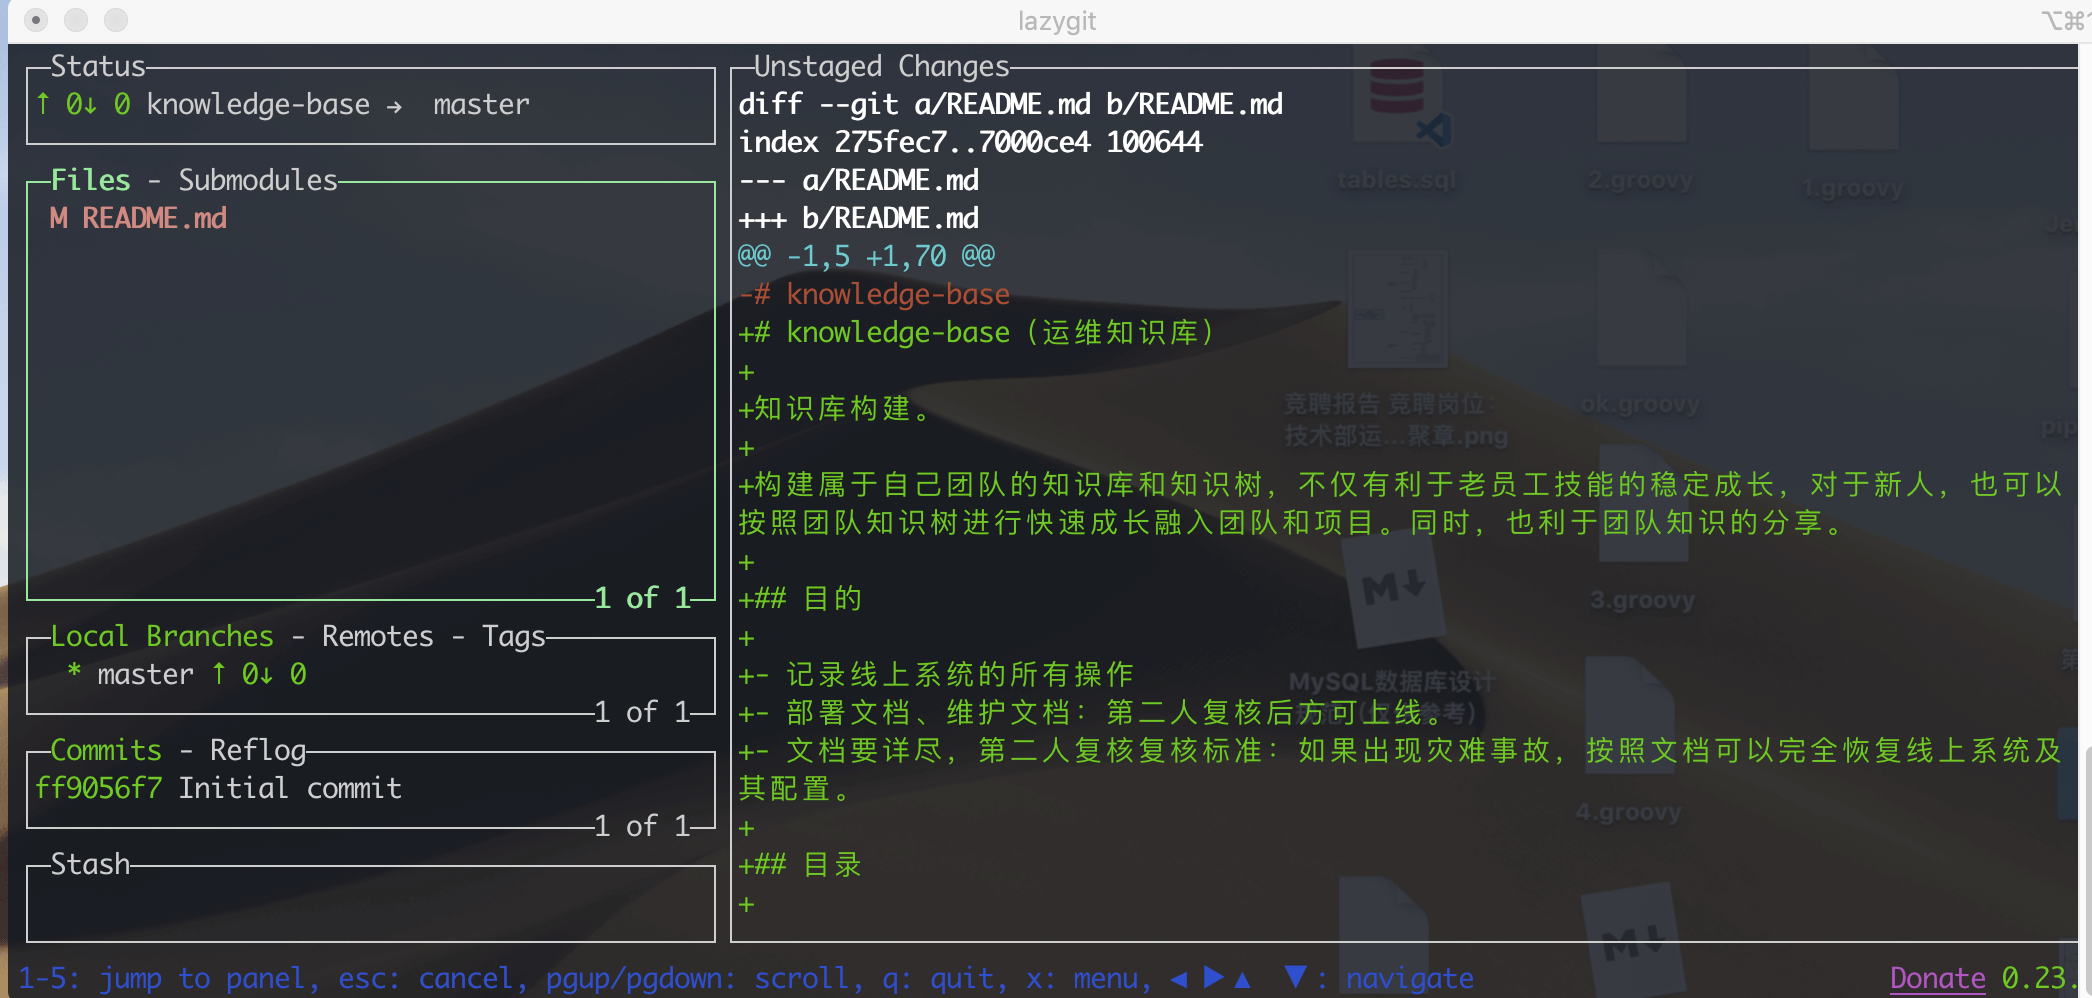 lazygit
⌥⌘
Status
↑ 0↓ 0 knowledge-base → master
Files - Submodules
M README.md
1 of 1
Local Branches - Remotes - Tags
* master ↑ 0↓ 0
1 of 1
Commits - Reflog
ff9056f7 Initial commit
1 of 1
Stash
Unstaged Changes
diff --git a/README.md b/README.md
index 275fec7..7000ce4 100644
--- a/README.md
+++ b/README.md
@@ -1,5 +1,70 @@
-# knowledge-base
+# knowledge-base（运维知识库）
+
+知识库构建。
+
+构建属于自己团队的知识库和知识树，不仅有利于老员工技能的稳定成长，对于新人，也可以
按照团队知识树进行快速成长融入团队和项目。同时，也利于团队知识的分享。
+
+## 目的
+
+- 记录线上系统的所有操作
+- 部署文档、维护文档：第二人复核后方可上线。
+- 文档要详尽，第二人复核复核标准：如果出现灾难事故，按照文档可以完全恢复线上系统及
其配置。
+
+## 目录
+
tables.sql
2.groovy
1.groovy
竞聘报告 竞聘岗位：
技术部运...聚章.png
ok.groovy
pip
3.groovy
MySQL数据库设计
4.groovy
1-5: jump to panel, esc: cancel, pgup/pgdown: scroll, q: quit, x: menu, ◀ ▶ ▲ ▼: navigate
Donate 0.23.